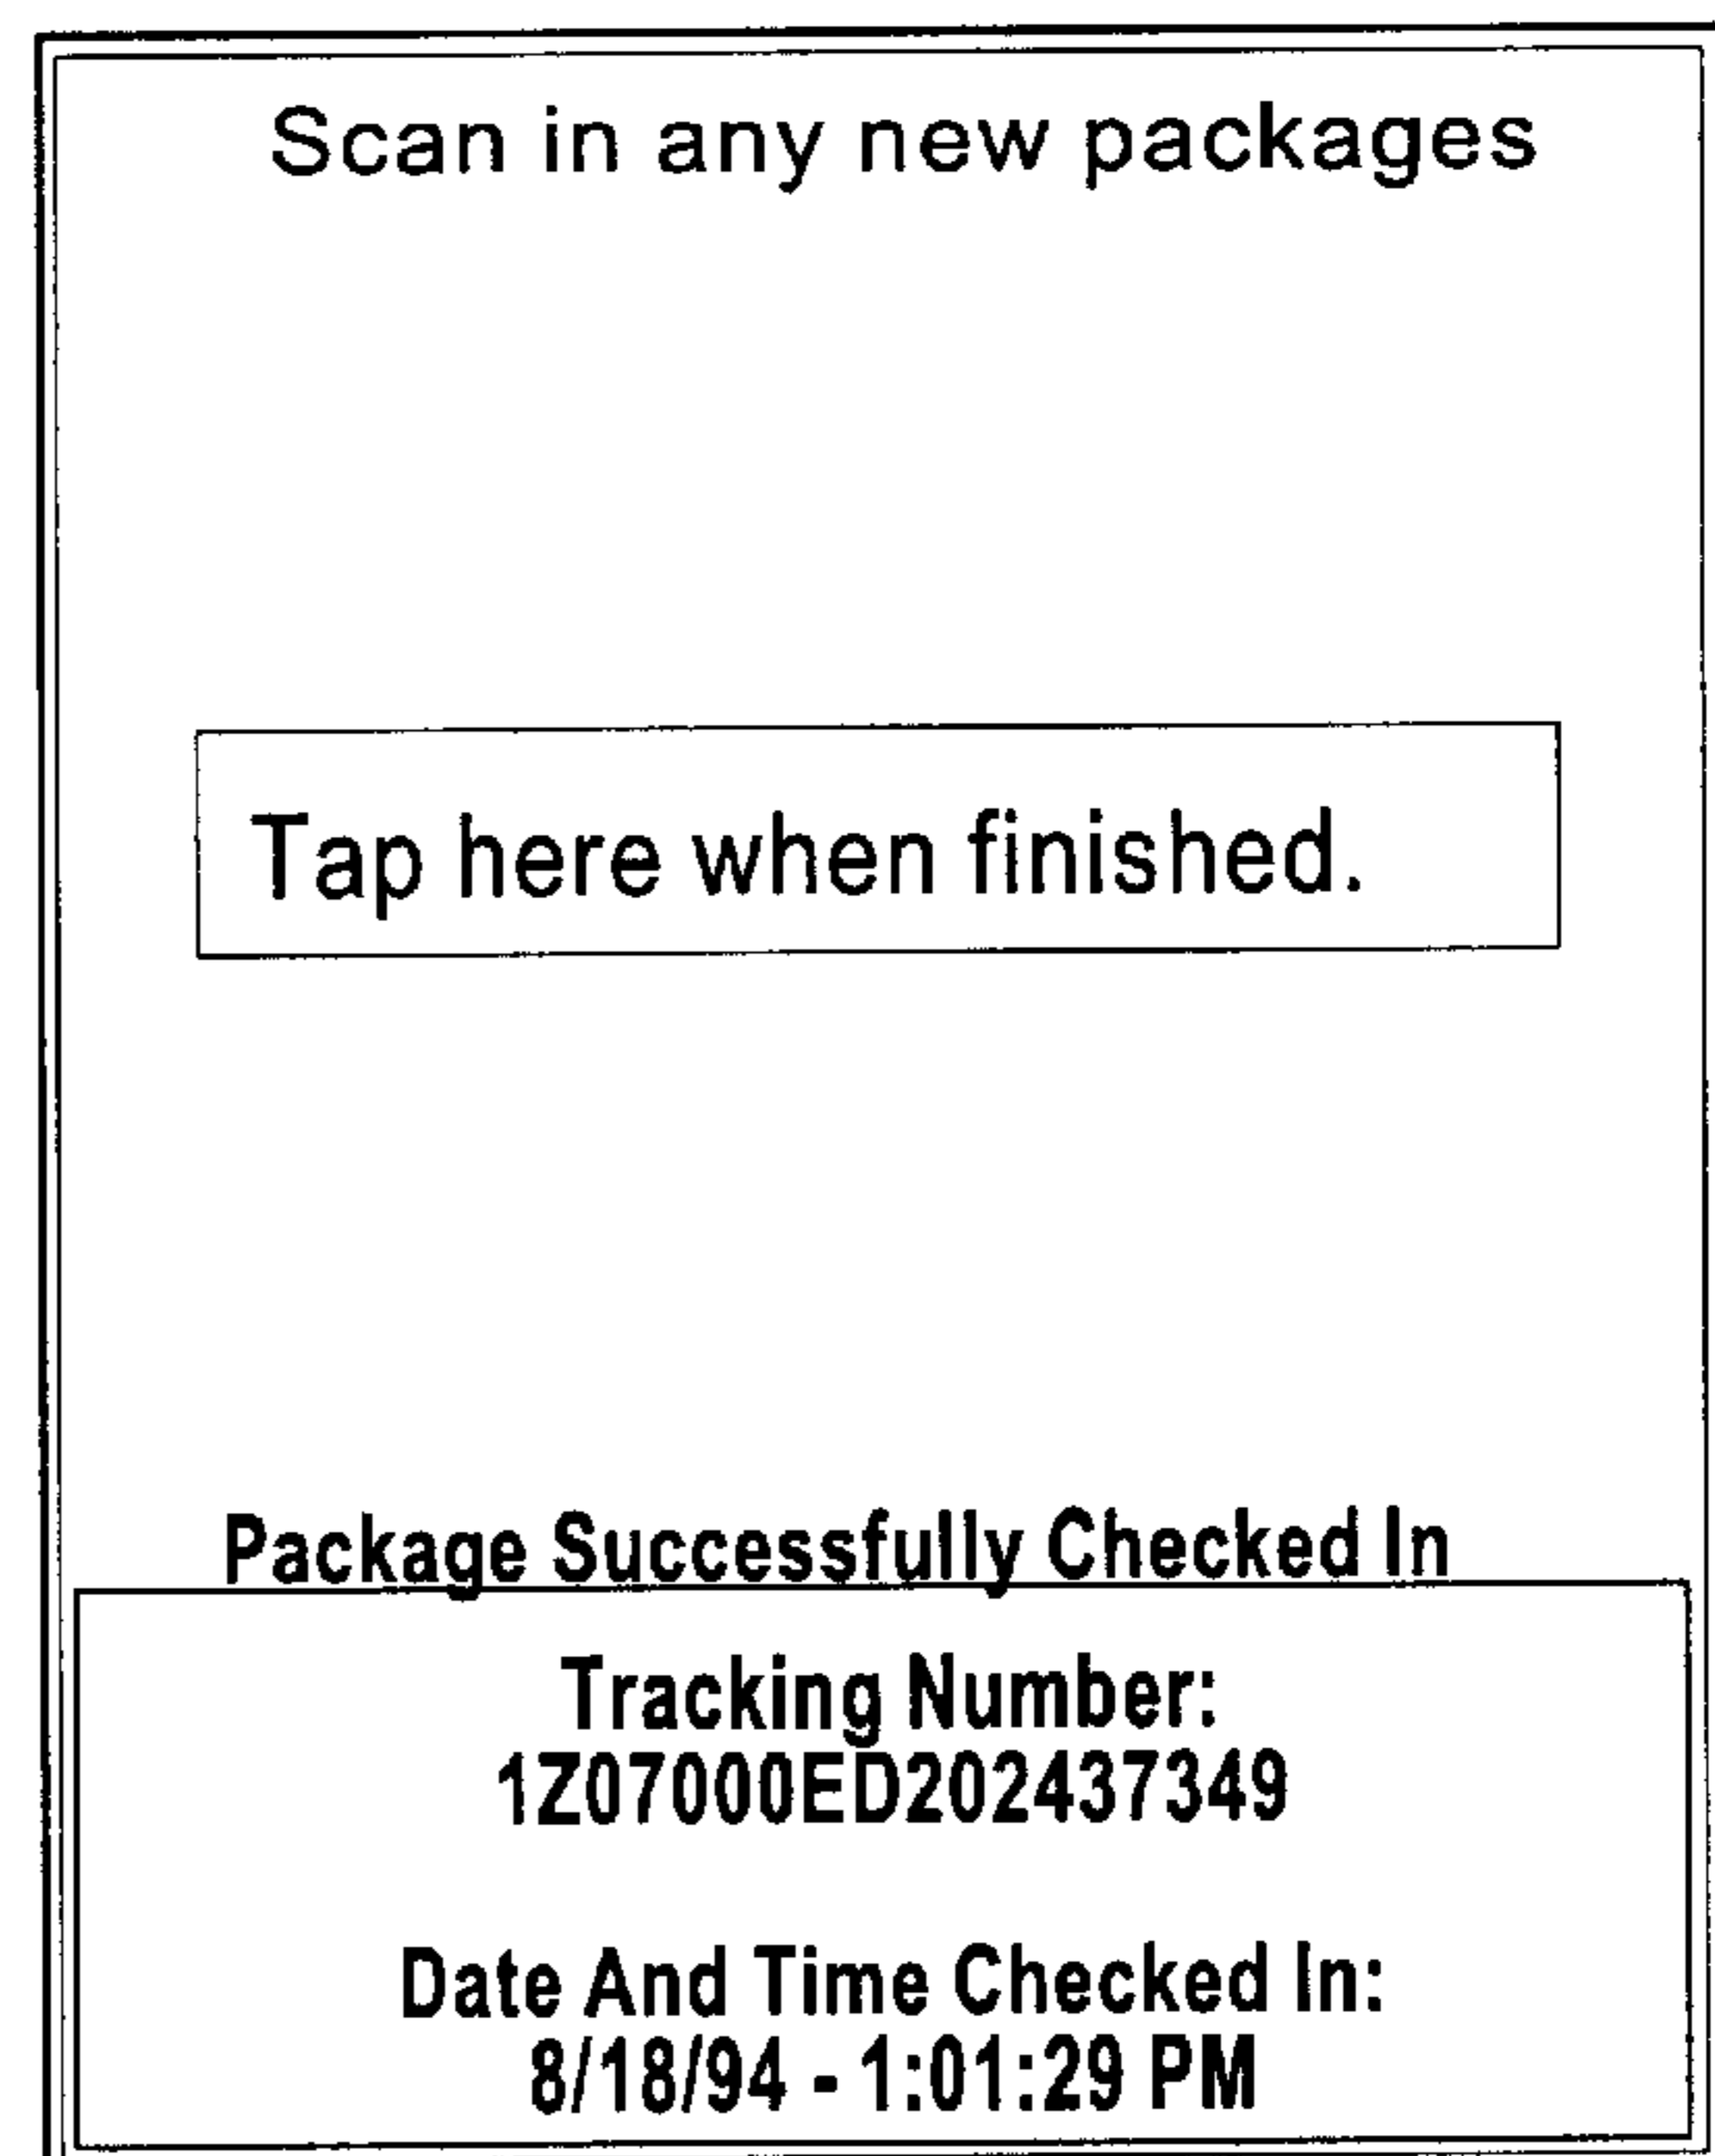 Scan in any new packages
Tap here when finished.
Package Successfully Checked In
Tracking Number:
1Z07000ED202437349
Date And Time Checked In:
8/18/94 - 1:01:29 PM